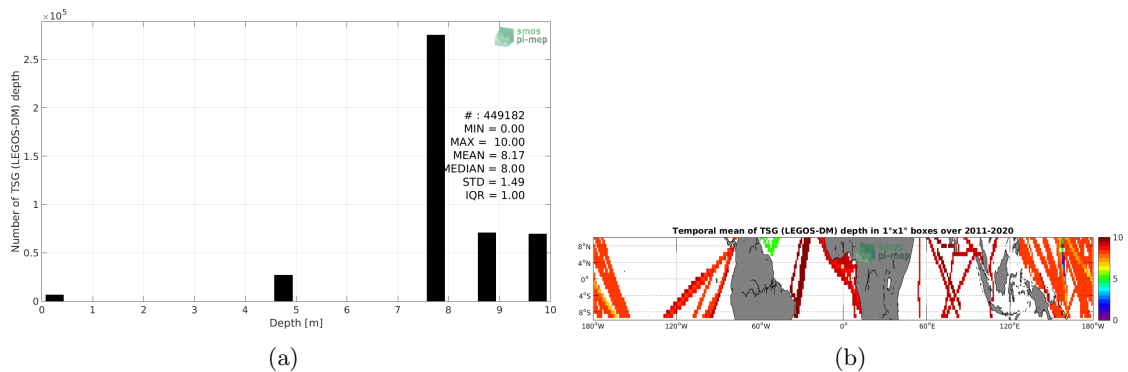 ×10⁵
smos
pi-mep
Number of TSG (LEGOS-DM) depth
2.5
2
1.5
1
0.5
0
# : 449182
MIN = 0.00
MAX = 10.00
MEAN = 8.17
MEDIAN = 8.00
STD = 1.49
IQR = 1.00
0 1 2 3 4 5 6 7 8 9 10
Depth [m]
(a)
Temporal mean of TSG (LEGOS-DM) depth in 1°x1° boxes over 2011-2020
smos
pi-mep
8°N
4°N
0°
4°S
8°S
180°W 120°W 60°W 0° 60°E 120°E 180°W
10
5
0
(b)